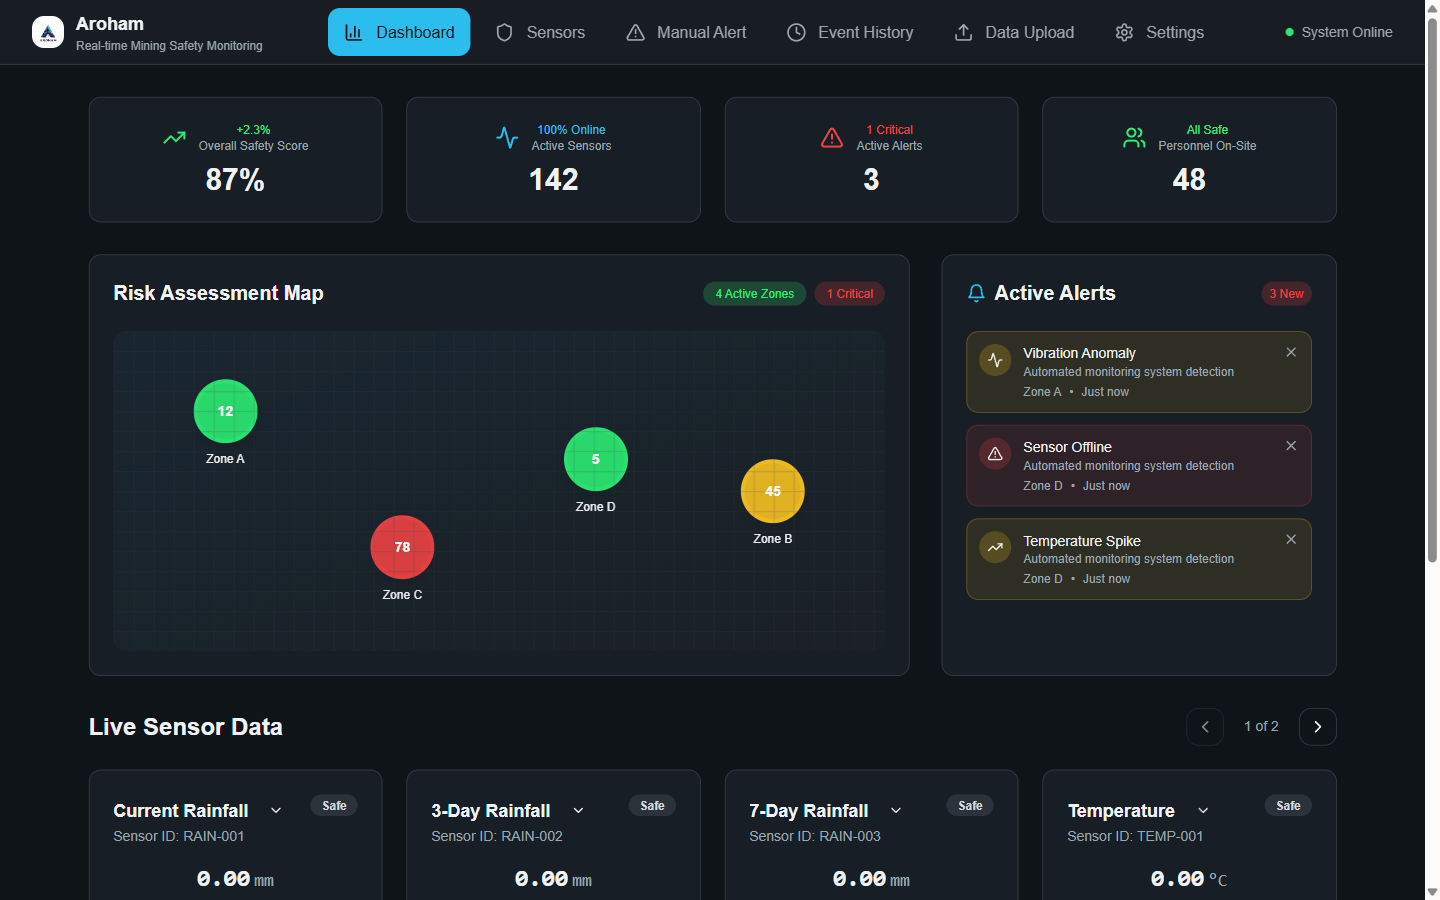 Aroham
Real-time Mining Safety Monitoring
Dashboard
Sensors
Manual Alert
Event History
Data Upload
Settings
System Online
+2.3%
Overall Safety Score
87%
100% Online
Active Sensors
142
1 Critical
Active Alerts
3
All Safe
Personnel On-Site
48
Risk Assessment Map
4 Active Zones
1 Critical
12
Zone A
5
Zone D
45
Zone B
78
Zone C
Active Alerts
3 New
Vibration Anomaly
Automated monitoring system detection
Zone A • Just now
Sensor Offline
Automated monitoring system detection
Zone D • Just now
Temperature Spike
Automated monitoring system detection
Zone D • Just now
Live Sensor Data
1 of 2
Current Rainfall
Safe
Sensor ID: RAIN-001
0.00 mm
3-Day Rainfall
Safe
Sensor ID: RAIN-002
0.00 mm
7-Day Rainfall
Safe
Sensor ID: RAIN-003
0.00 mm
Temperature
Safe
Sensor ID: TEMP-001
0.00 °C